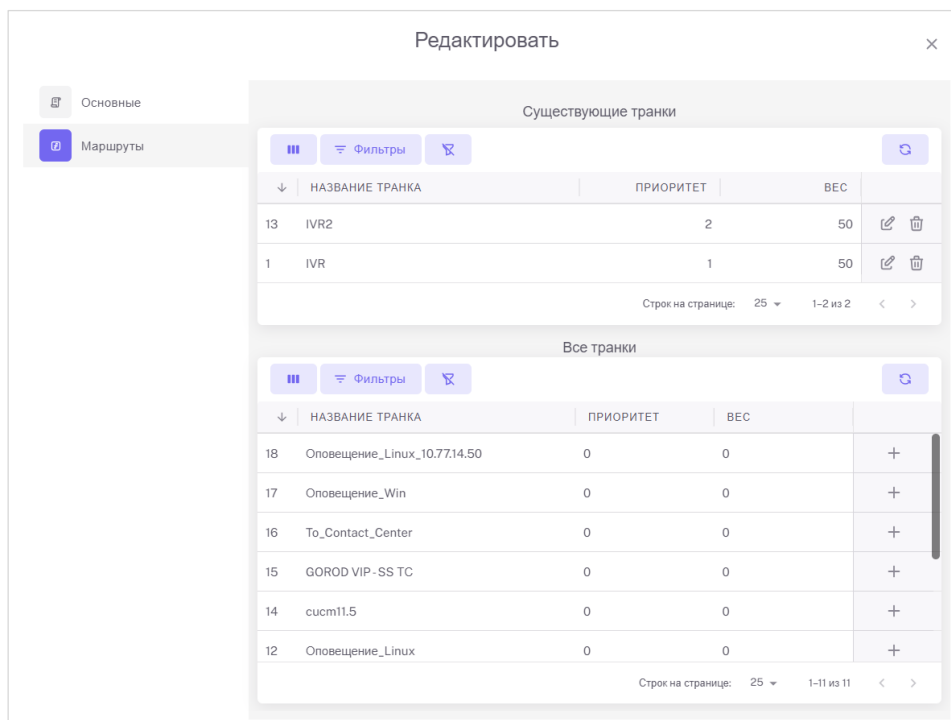 Редактировать
Основные
Маршруты
Существующие транки
Фильтры
НАЗВАНИЕ ТРАНКА ПРИОРИТЕТ ВЕС
13 IVR2 2 50
1 IVR 1 50
Строк на странице: 25 1–2 из 2
Все транки
Фильтры
НАЗВАНИЕ ТРАНКА ПРИОРИТЕТ ВЕС
18 Оповещение_Linux_10.77.14.50 0 0
17 Оповещение_Win 0 0
16 To_Contact_Center 0 0
15 GOROD VIP-SS TC 0 0
14 cucm11.5 0 0
12 Оповещение_Linux 0 0
Строк на странице: 25 1–11 из 11